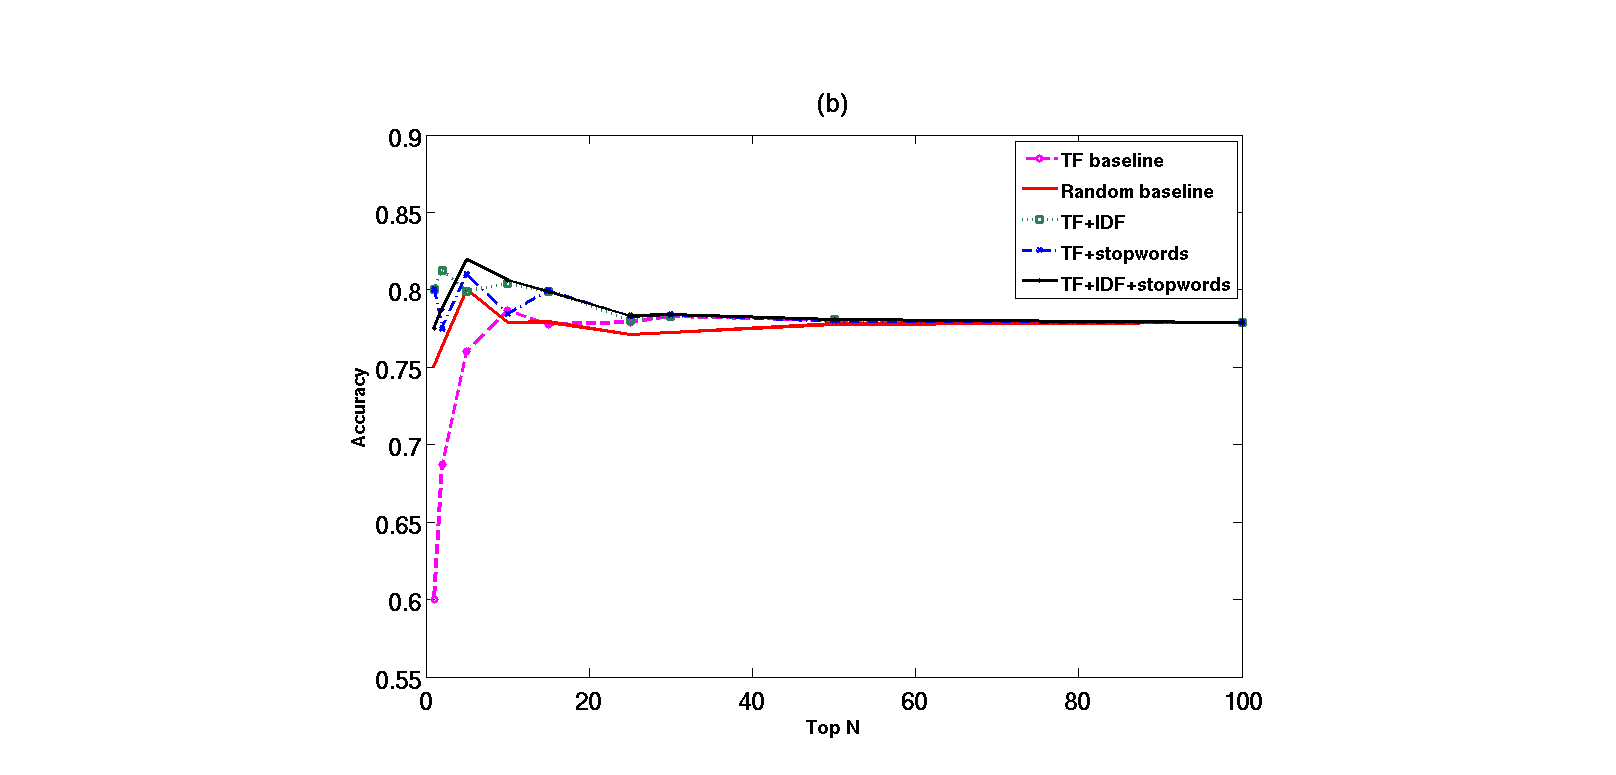 (b)
0.9
0.85
0.8
0.75
0.7
0.65
0.6
0.55
Accuracy
TF baseline
Random baseline
TF+IDF
TF+stopwords
TF+IDF+stopwords
0 20 40 60 80 100
Top N